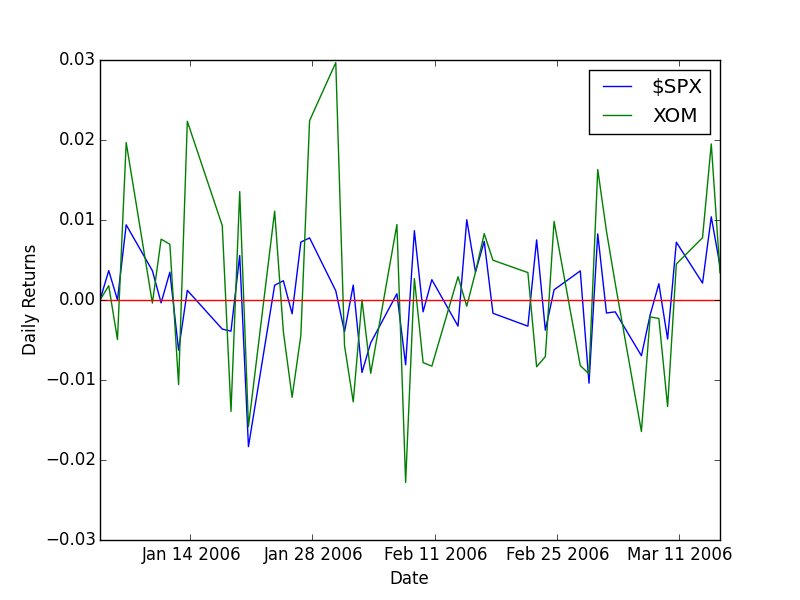 $SPX
XOM
0.03
0.02
0.01
0.00
−0.01
−0.02
−0.03
Daily Returns
Jan 14 2006 Jan 28 2006 Feb 11 2006 Feb 25 2006 Mar 11 2006
Date